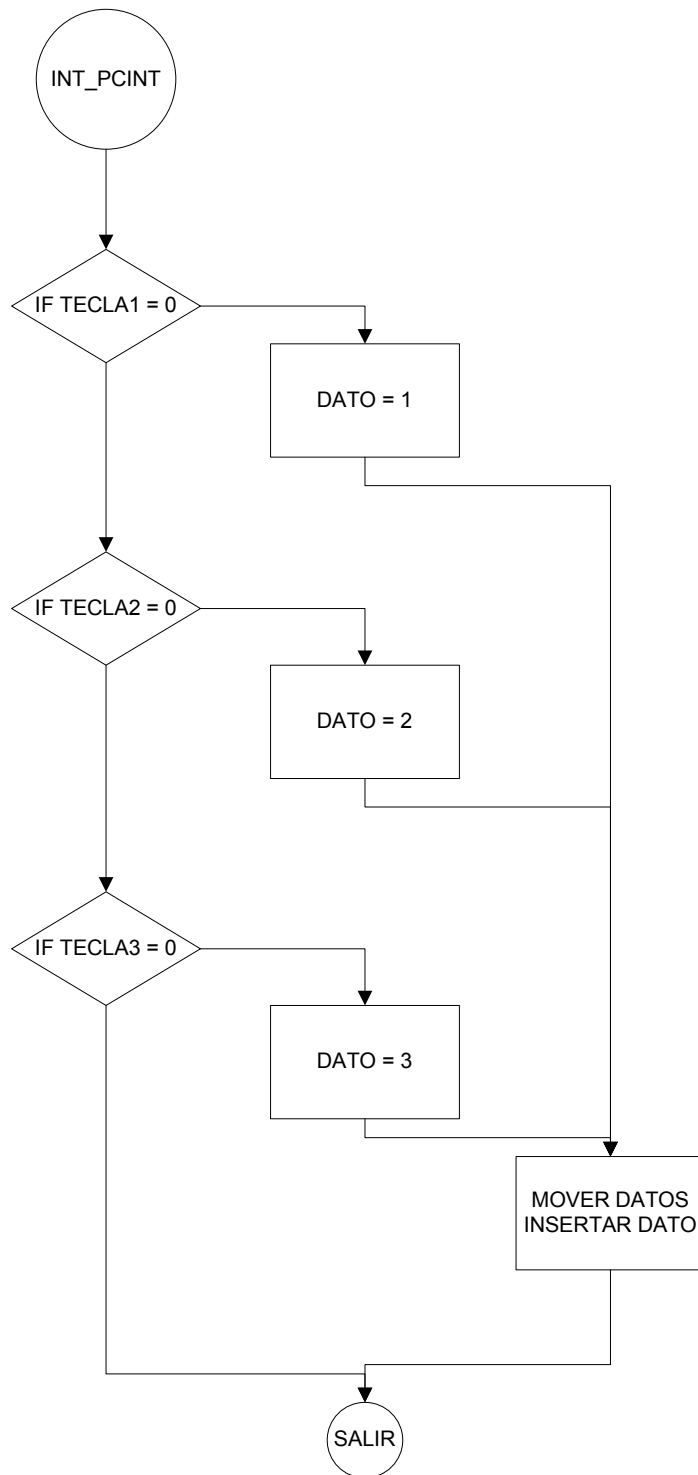 INT_PCINT
IF TECLA1 = 0
DATO = 1
IF TECLA2 = 0
DATO = 2
IF TECLA3 = 0
DATO = 3
MOVER DATOS
INSERTAR DATO
SALIR